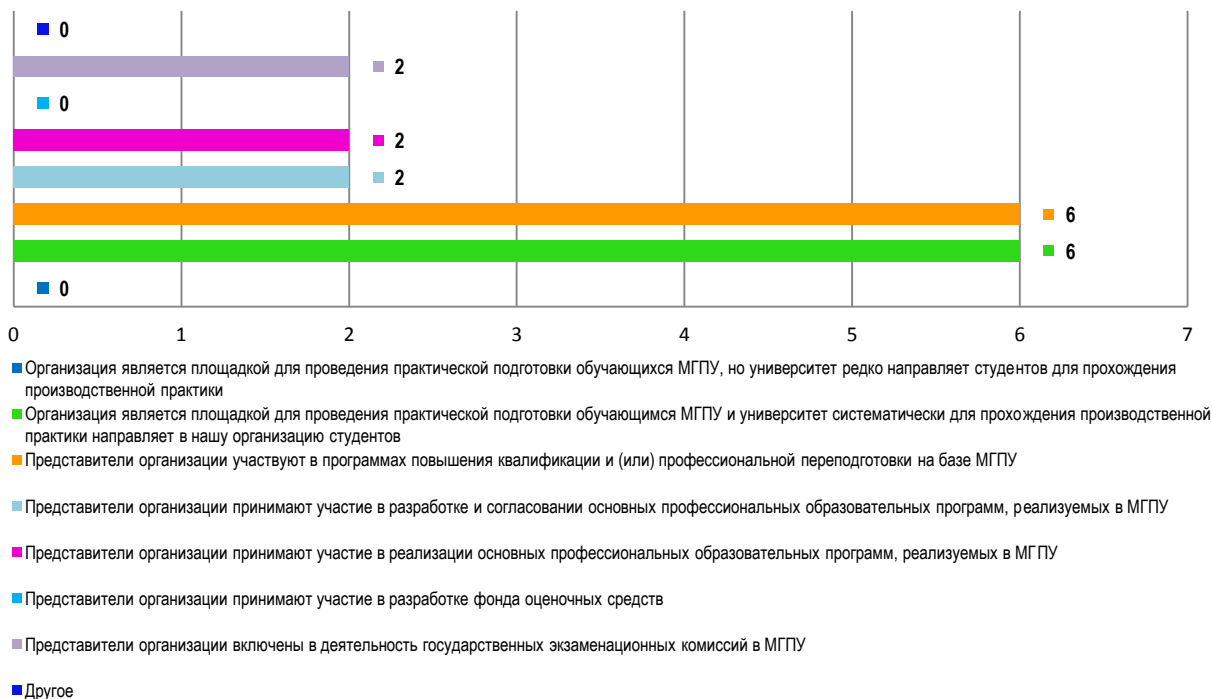 0
2
0
2
2
6
6
0
0 1 2 3 4 5 6 7
Организация является площадкой для проведения практической подготовки обучающихся МГПУ, но университет редко направляет студентов для прохождения
производственной практики
Организация является площадкой для проведения практической подготовки обучающимся МГПУ и университет систематически для прохождения производственной
практики направляет в нашу организацию студентов
Представители организации участвуют в программах повышения квалификации и (или) профессиональной переподготовки на базе МГПУ
Представители организации принимают участие в разработке и согласовании основных профессиональных образовательных программ, реализуемых в МГПУ
Представители организации принимают участие в реализации основных профессиональных образовательных программ, реализуемых в МГПУ
Представители организации принимают участие в разработке фонда оценочных средств
Представители организации включены в деятельность государственных экзаменационных комиссий в МГПУ
Другое